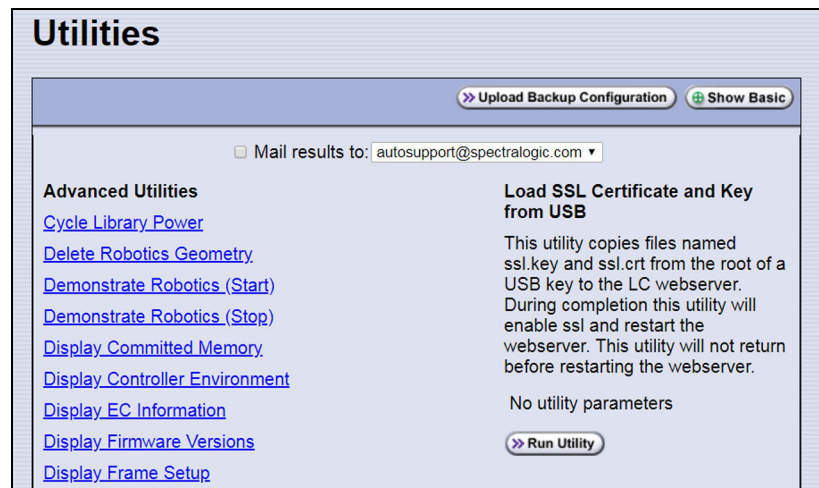 Utilities
Upload Backup Configuration
Show Basic
Mail results to: autosupport@spectralogic.com
Advanced Utilities
Cycle Library Power
Delete Robotics Geometry
Demonstrate Robotics (Start)
Demonstrate Robotics (Stop)
Display Committed Memory
Display Controller Environment
Display EC Information
Display Firmware Versions
Display Frame Setup
Load SSL Certificate and Key
from USB
This utility copies files named
ssl.key and ssl.crt from the root of a
USB key to the LC webserver.
During completion this utility will
enable ssl and restart the
webserver. This utility will not return
before restarting the webserver.
No utility parameters
Run Utility